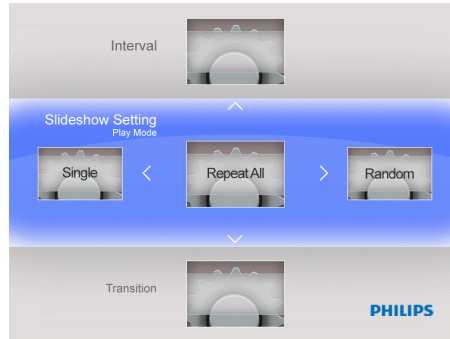 Interval
Slideshow Setting
Play Mode
Single
Repeat All
Random
Transition
PHILIPS